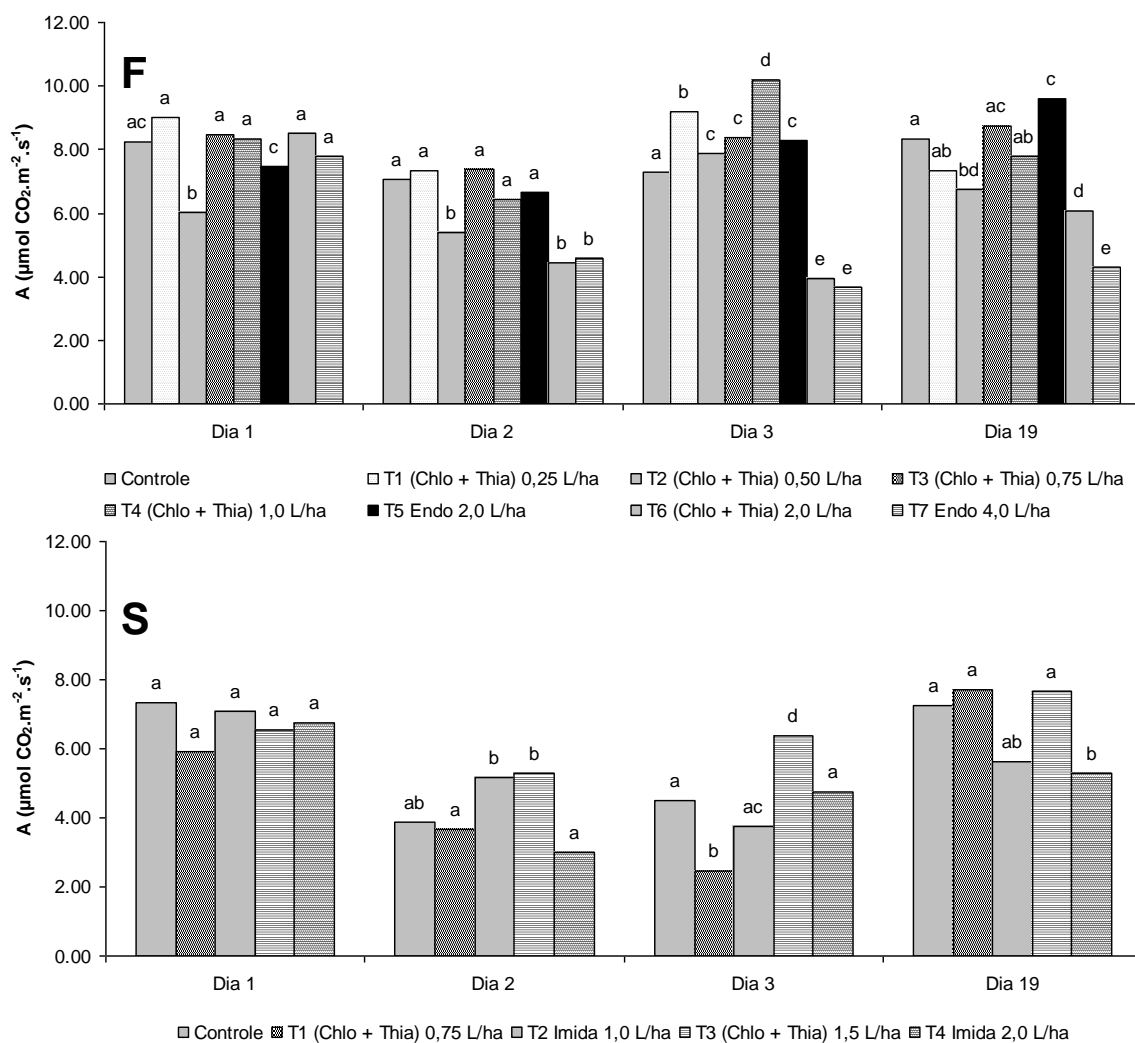 12.00
10.00
8.00
6.00
4.00
2.00
0.00
A (µmol CO₂.m⁻².s⁻¹)
F
ac a b a a c a a
a a b a a a b b
a b c c d c e e
a ab bd ac ab c d e
Dia 1 Dia 2 Dia 3 Dia 19
Controle T1 (Chlo + Thia) 0,25 L/ha T2 (Chlo + Thia) 0,50 L/ha T3 (Chlo + Thia) 0,75 L/ha
T4 (Chlo + Thia) 1,0 L/ha T5 Endo 2,0 L/ha T6 (Chlo + Thia) 2,0 L/ha T7 Endo 4,0 L/ha
12.00
10.00
8.00
6.00
4.00
2.00
0.00
A (µmol CO₂.m⁻².s⁻¹)
S
a a a a a
ab a b b a
a b ac d a
a a ab a b
Dia 1 Dia 2 Dia 3 Dia 19
Controle T1 (Chlo + Thia) 0,75 L/ha T2 Imida 1,0 L/ha T3 (Chlo + Thia) 1,5 L/ha T4 Imida 2,0 L/ha